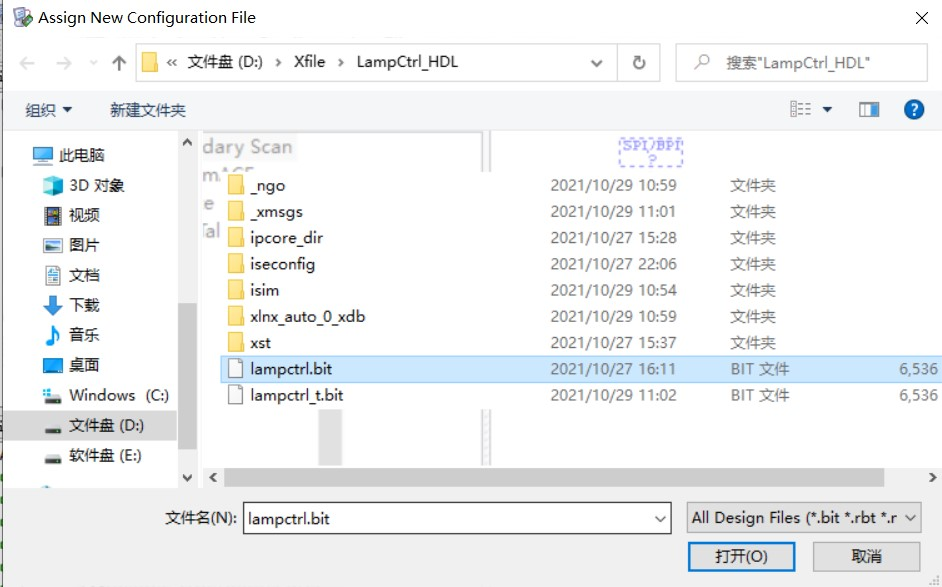 Assign New Configuration File
« 文件盘 (D:) › Xfile › LampCtrl_HDL
搜索"LampCtrl_HDL"
组织 新建文件夹
dary Scan
SPI/BPI
?
此电脑
3D 对象
视频
图片
文档
下载
音乐
桌面
Windows (C:)
文件盘 (D:)
软件盘 (E:)
_ngo 2021/10/29 10:59 文件夹
_xmsgs 2021/10/29 11:01 文件夹
ipcore_dir 2021/10/27 15:28 文件夹
iseconfig 2021/10/27 22:06 文件夹
isim 2021/10/29 10:54 文件夹
xlnx_auto_0_xdb 2021/10/29 10:59 文件夹
xst 2021/10/27 15:37 文件夹
lampctrl.bit 2021/10/27 16:11 BIT 文件 6,536
lampctrl_t.bit 2021/10/29 11:02 BIT 文件 6,536
文件名(N): lampctrl.bit
All Design Files (*.bit *.rbt *.r
打开(O) 取消